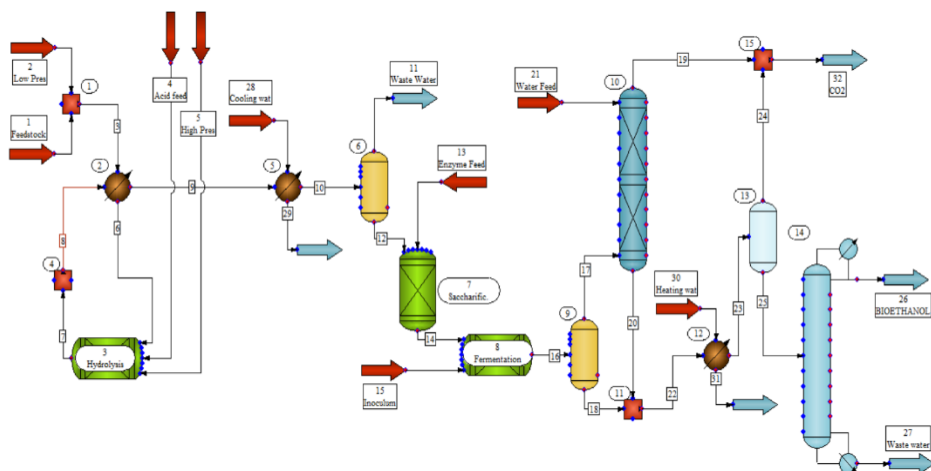 2
Low Pres
1
Feedstock
1
3
2
6
8
4
7
3
Hydrolysis
4
Acid feed
5
High Pres
9
28
Cooling wat
5
29
10
11
Waste Water
6
12
13
Enzyme Feed
7
Saccharific.
14
15
Inoculum
8
Fermentation
16
9
17
18
21
Water Feed
10
19
20
11
22
30
Heating wat
12
31
23
15
32
CO2
24
13
25
14
26
BIOETHANOL
27
Waste water